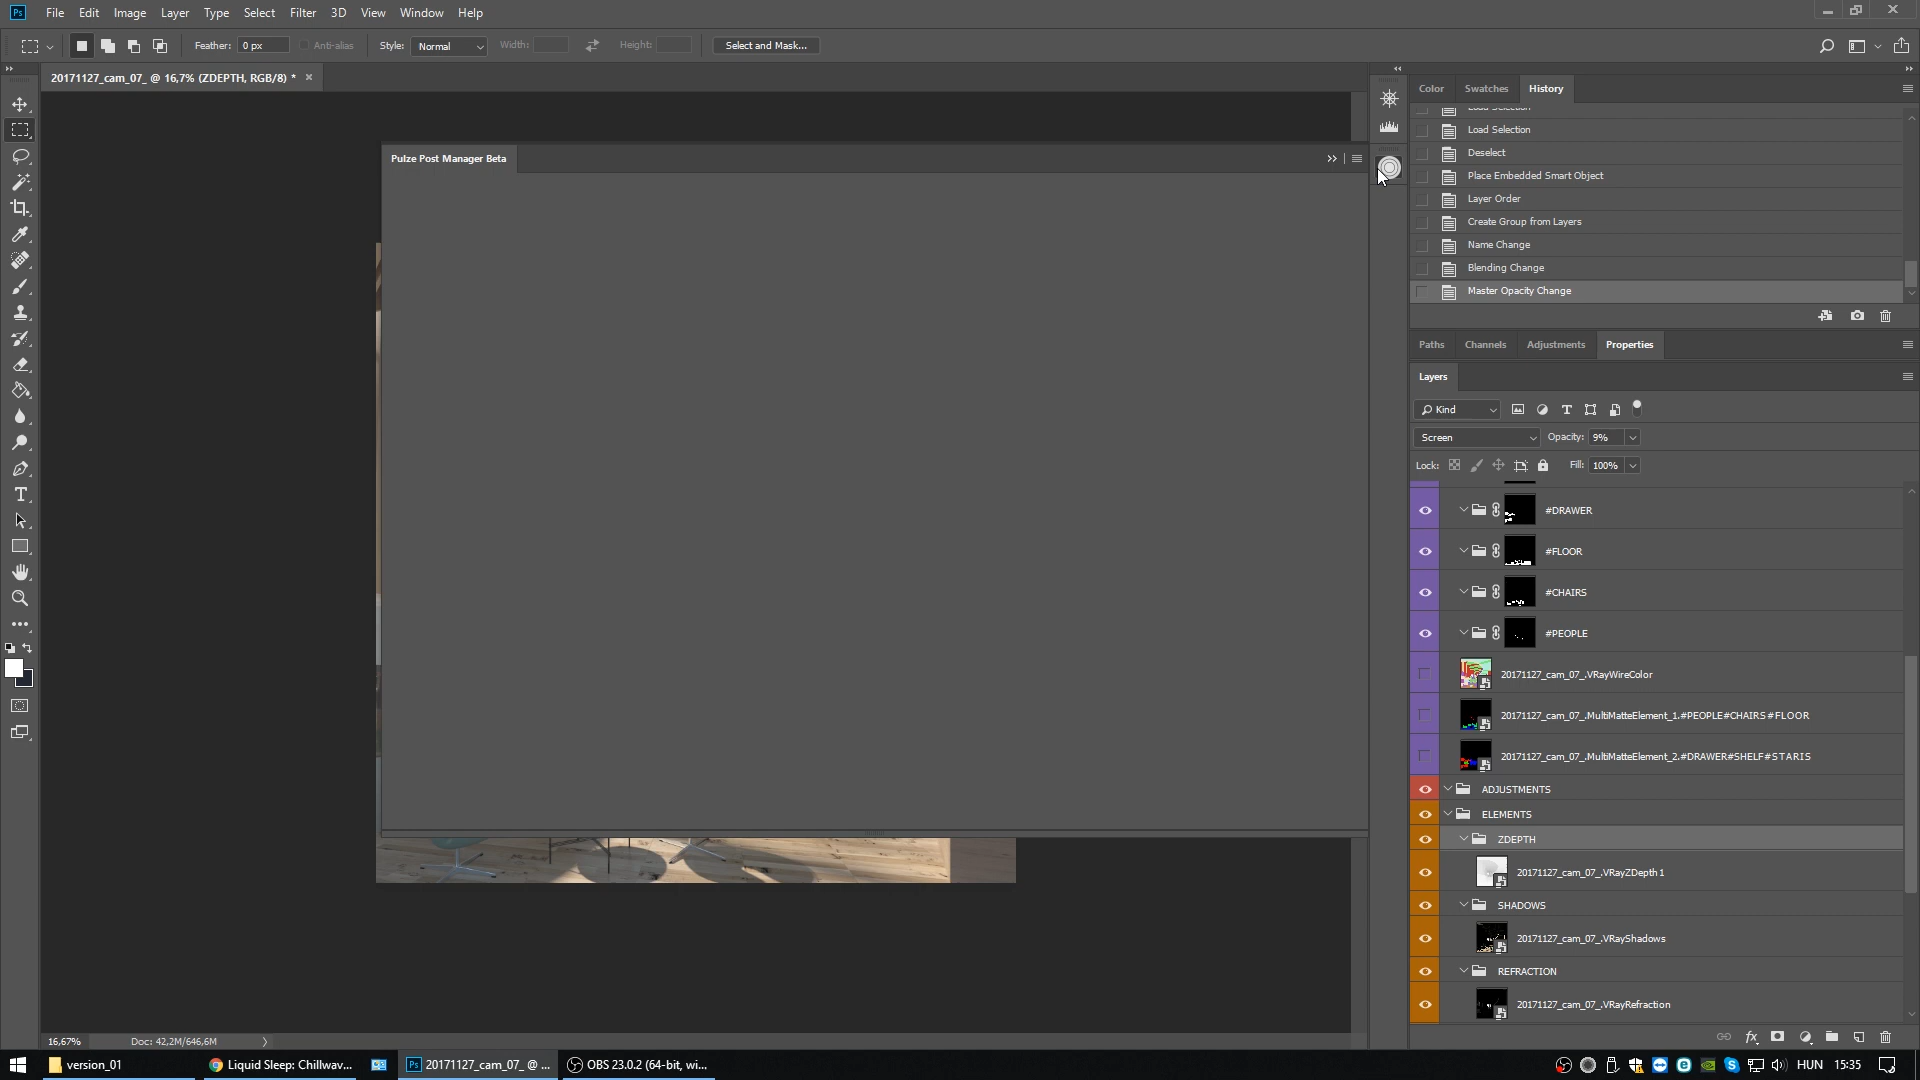 Ps File Edit Image Layer Type Select Filter 3D View Window Help
Feather: 0 px Anti-alias Style: Normal Width: Height: Select and Mask...
20171127_cam_07_ @ 16,7% (ZDEPTH, RGB/8) * ×
Pulze Post Manager Beta
Color Swatches History
Load Selection
Load Selection
Deselect
Place Embedded Smart Object
Layer Order
Create Group from Layers
Name Change
Blending Change
Master Opacity Change
Paths Channels Adjustments Properties
Layers
Kind
Screen Opacity: 9%
Lock: Fill: 100%
#DRAWER
#FLOOR
#CHAIRS
#PEOPLE
20171127_cam_07_.VRayWireColor
20171127_cam_07_.MultiMatteElement_1.#PEOPLE#CHAIRS#FLOOR
20171127_cam_07_.MultiMatteElement_2.#DRAWER#SHELF#STARIS
ADJUSTMENTS
ELEMENTS
ZDEPTH
20171127_cam_07_.VRayZDepth1
SHADOWS
20171127_cam_07_.VRayShadows
REFRACTION
20171127_cam_07_.VRayRefraction
16,67% Doc: 42,2M/646,6M
version_01 Liquid Sleep: Chillwav... Ps 20171127_cam_07_ @ ... OBS 23.0.2 (64-bit, wi... HUN 15:35